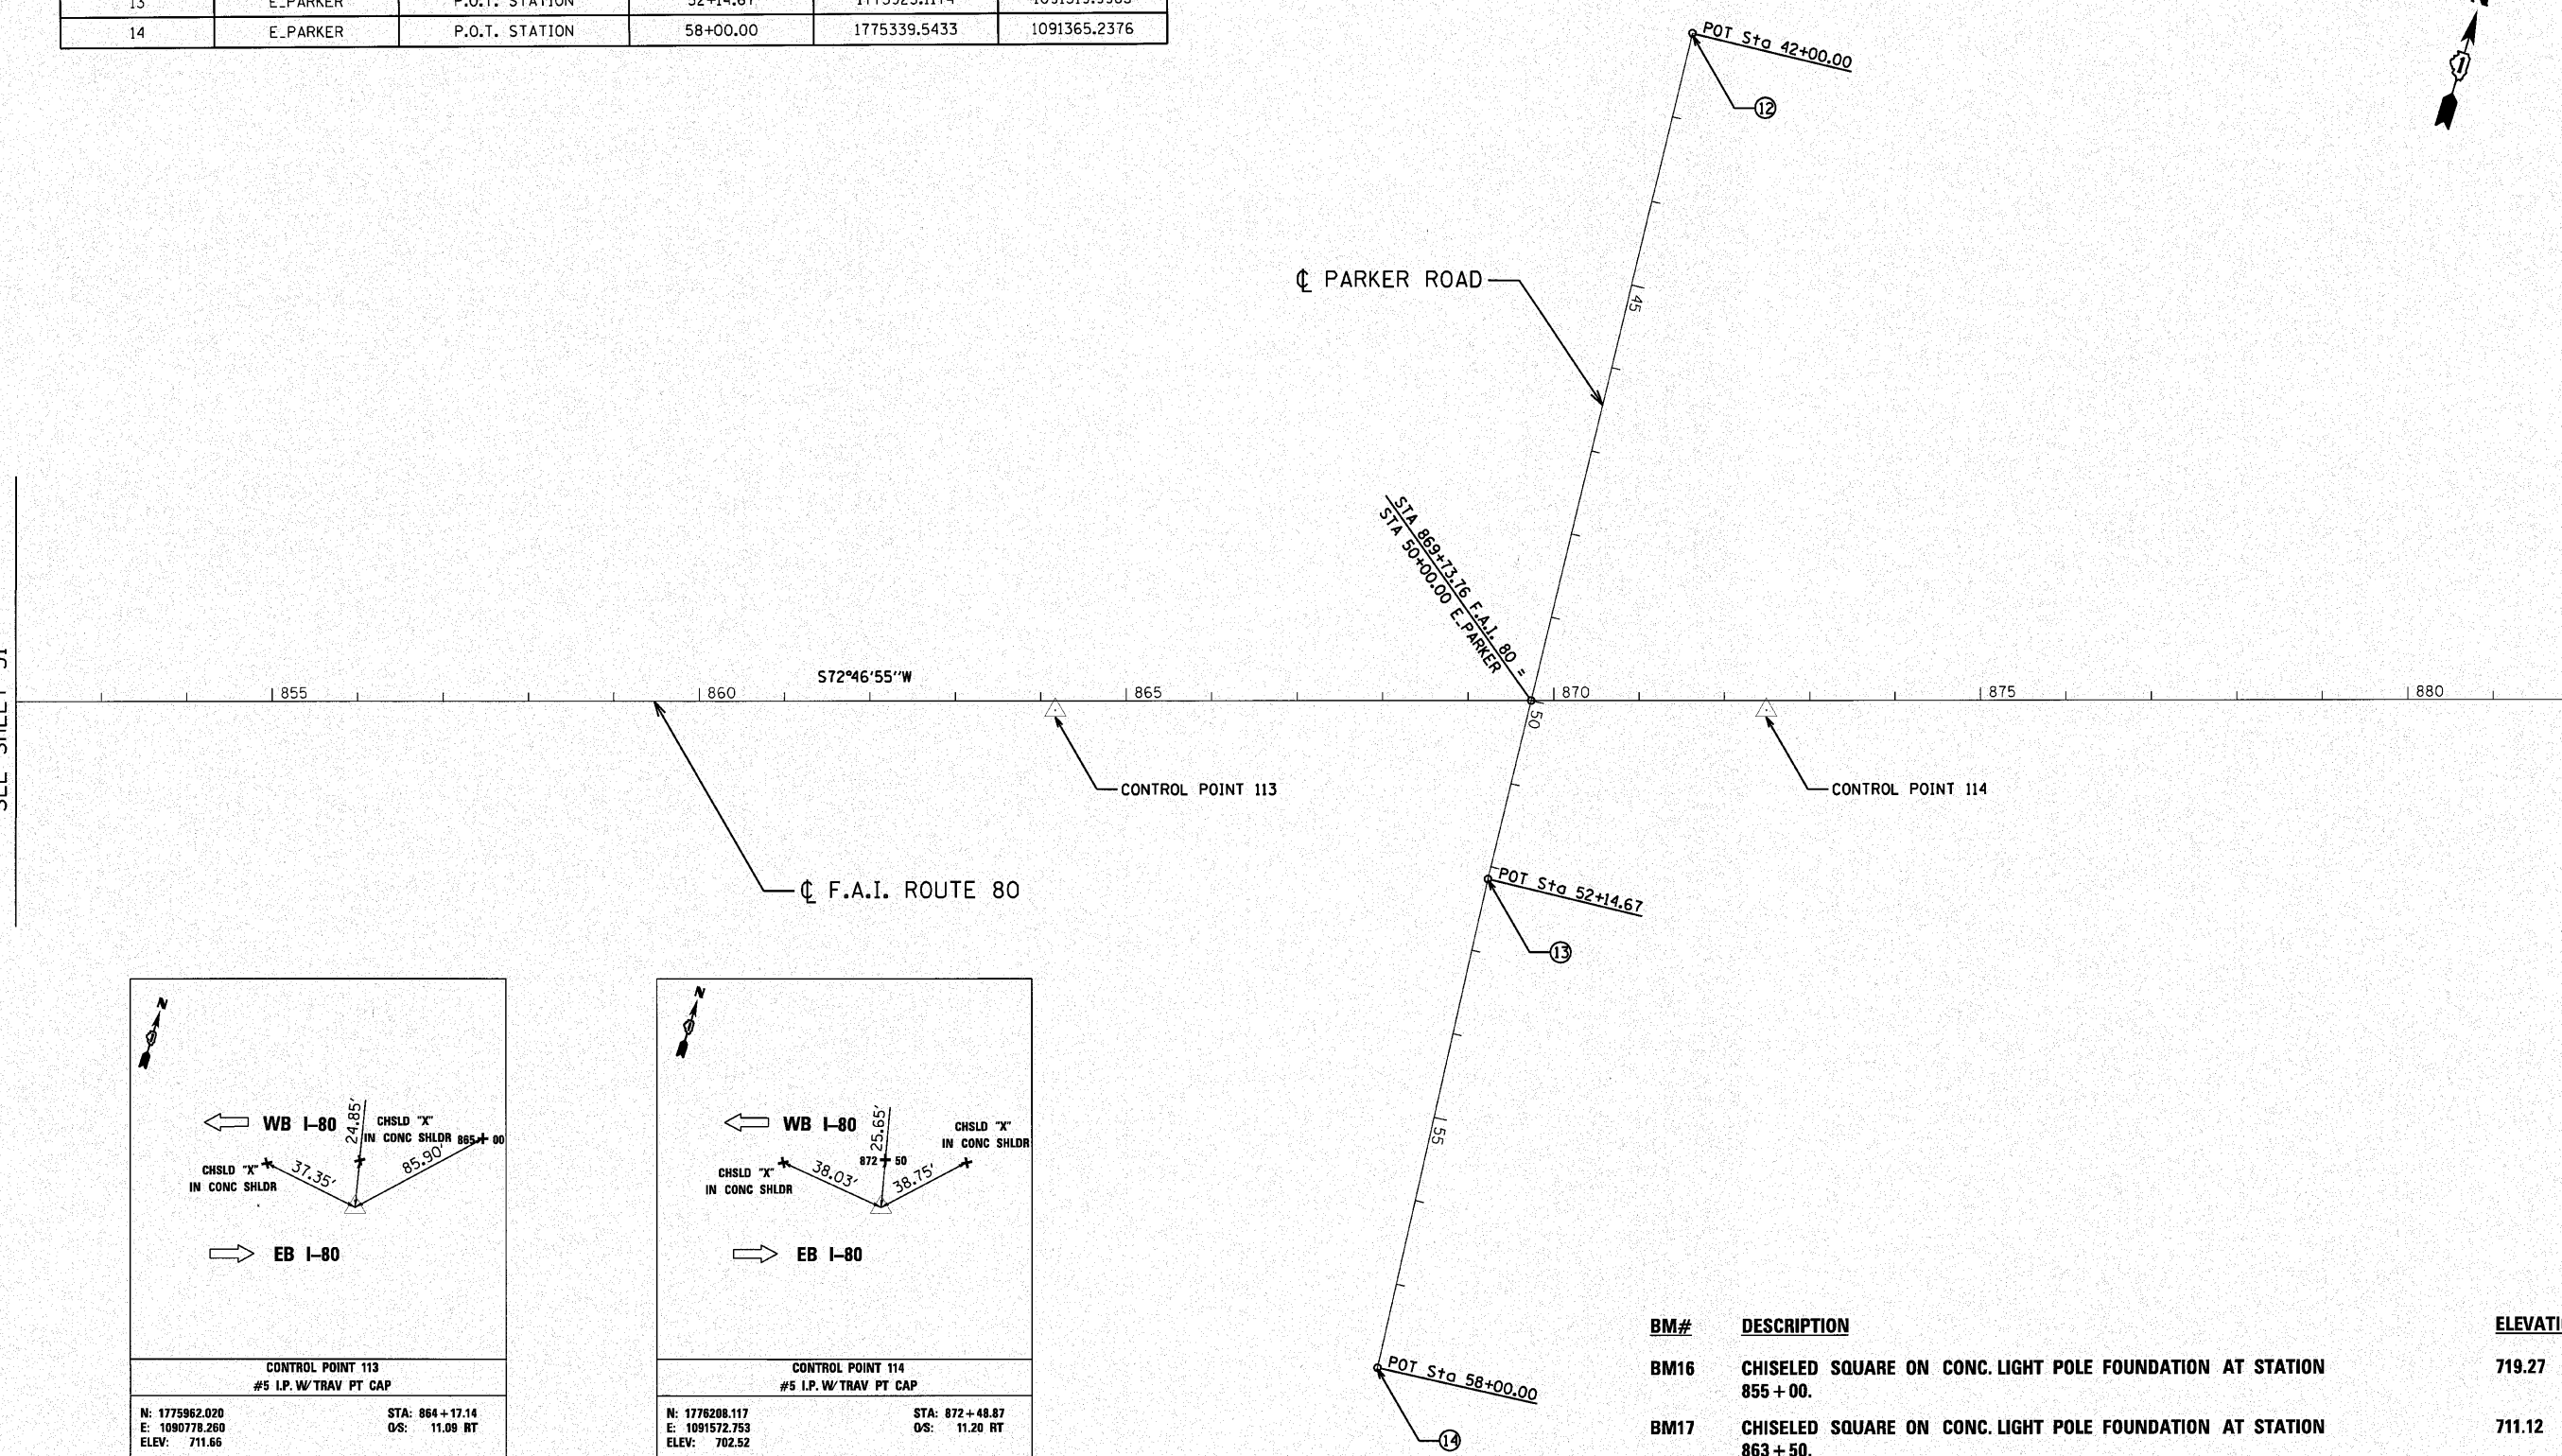 13 E_PARKER P.O.T. STATION 52+14.67
14 E_PARKER P.O.T. STATION 58+00.00 1775339.5433 1091365.2376
N
POT Sta 42+00.00
12
℄ PARKER ROAD
45
STA 869+73.76 F.A.I. 80 =
STA 50+00.00 E_PARKER
S72°46'55"W
855 860 865 870 875 880
50
CONTROL POINT 113
CONTROL POINT 114
℄ F.A.I. ROUTE 80
POT Sta 52+14.67
13
55
POT Sta 58+00.00
14
N
WB I-80
24.85'
CHSLD "X"
IN CONC SHLDR
865+00
85.90'
CHSLD "X"
IN CONC SHLDR
37.35'
EB I-80
CONTROL POINT 113
#5 I.P. W/TRAV PT CAP
N: 1775962.020 STA: 864+17.14
E: 1090778.260 O/S: 11.09 RT
ELEV: 711.66
N
WB I-80
25.65'
CHSLD "X"
IN CONC SHLDR
872+50
CHSLD "X"
IN CONC SHLDR
38.03'
38.75'
EB I-80
CONTROL POINT 114
#5 I.P. W/TRAV PT CAP
N: 1776208.117 STA: 872+48.87
E: 1091572.753 O/S: 11.20 RT
ELEV: 702.52
BM# DESCRIPTION ELEVATI
BM16 CHISELED SQUARE ON CONC. LIGHT POLE FOUNDATION AT STATION 719.27
855+00.
BM17 CHISELED SQUARE ON CONC. LIGHT POLE FOUNDATION AT STATION 711.12
863+50.